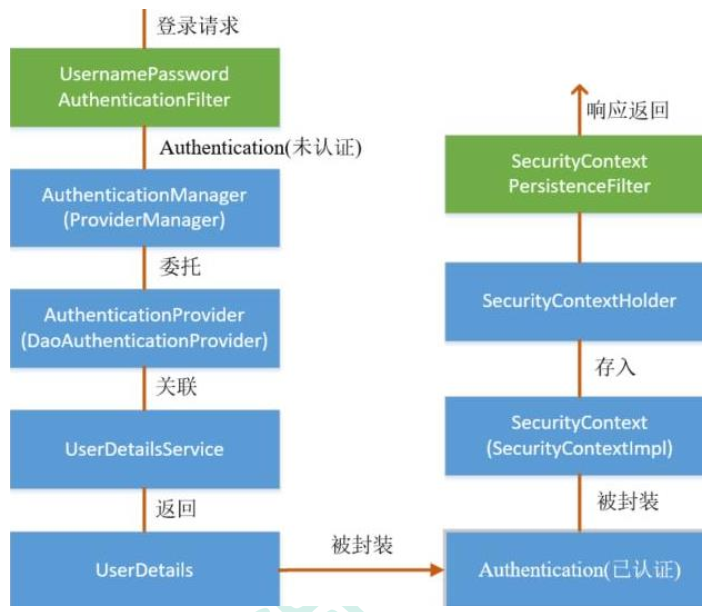 登录请求
UsernamePassword
AuthenticationFilter
Authentication(未认证)
AuthenticationManager
(ProviderManager)
委托
AuthenticationProvider
(DaoAuthenticationProvider)
关联
UserDetailsService
返回
UserDetails
被封装
Authentication(已认证)
被封装
SecurityContext
(SecurityContextImpl)
存入
SecurityContextHolder
SecurityContext
PersistenceFilter
响应返回